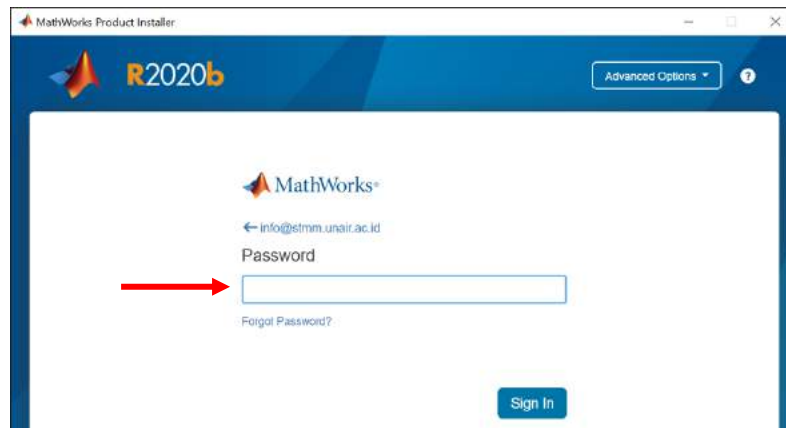 MathWorks Product Installer
R2020b
Advanced Options
?
MathWorks®
info@stmm.unair.ac.id
Password
Forgot Password?
Sign In